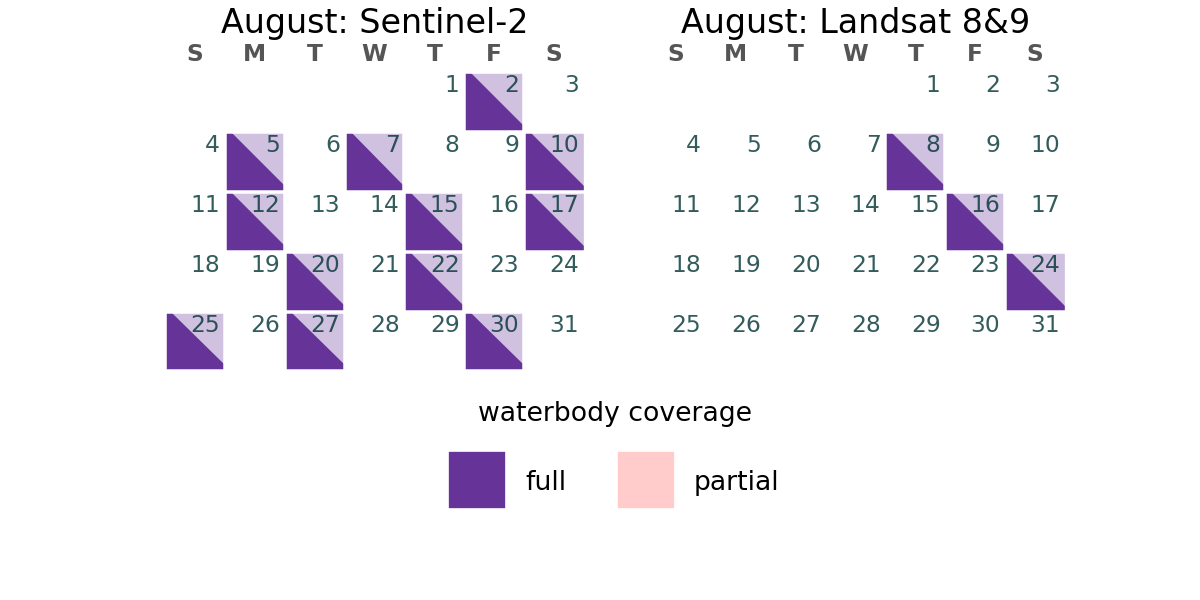 August: Sentinel-2
S M T W T F S
1 2 3
4 5 6 7 8 9 10
11 12 13 14 15 16 17
18 19 20 21 22 23 24
25 26 27 28 29 30 31
August: Landsat 8&9
S M T W T F S
1 2 3
4 5 6 7 8 9 10
11 12 13 14 15 16 17
18 19 20 21 22 23 24
25 26 27 28 29 30 31
waterbody coverage
full partial